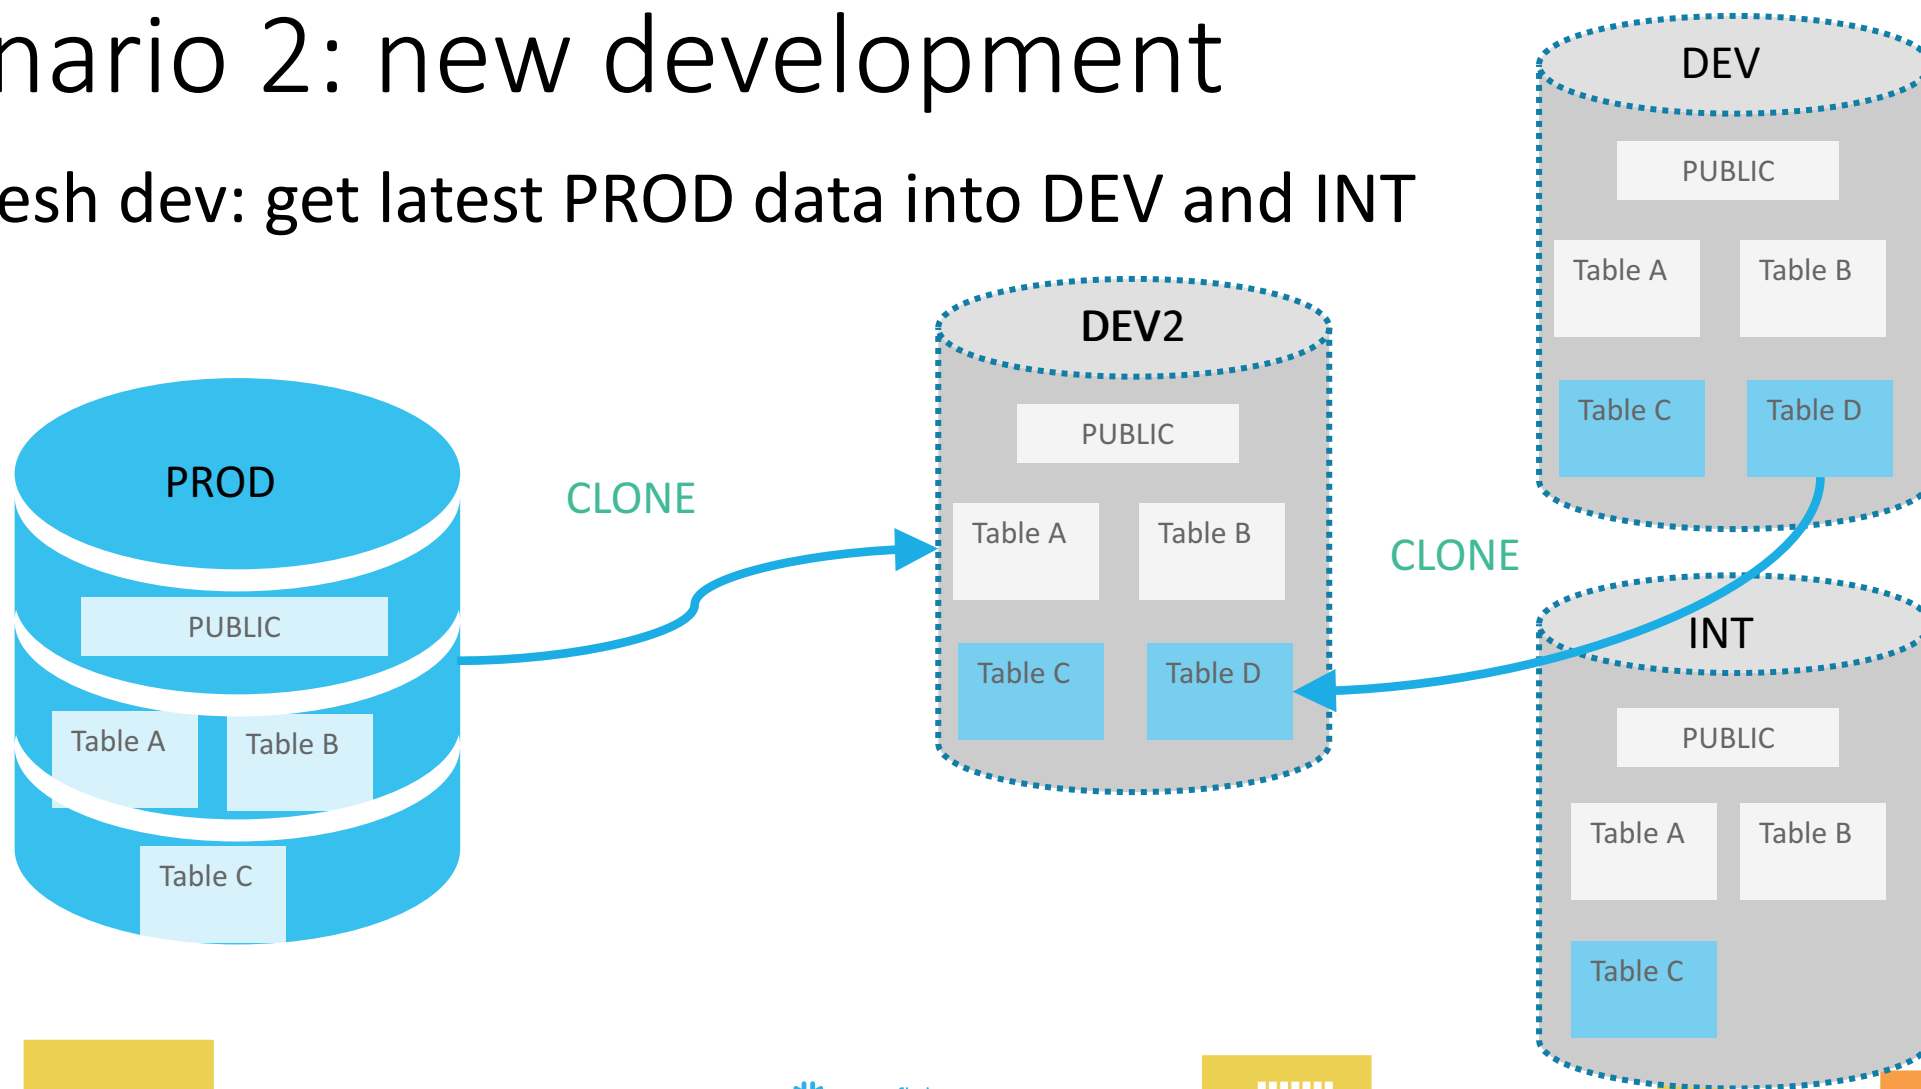 nario 2: new development
esh dev: get latest PROD data into DEV and INT
DEV
PUBLIC
Table A
Table B
Table C
Table D
DEV2
PUBLIC
Table A
Table B
Table C
Table D
PROD
PUBLIC
Table A
Table B
Table C
CLONE
CLONE
INT
PUBLIC
Table A
Table B
Table C